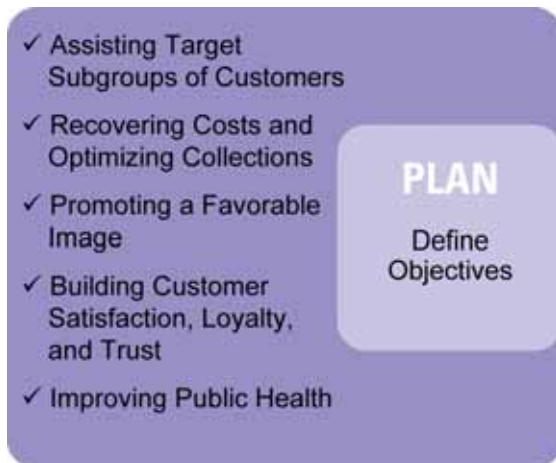 ✓ Assisting Target
Subgroups of Customers
✓ Recovering Costs and
Optimizing Collections
✓ Promoting a Favorable
Image
✓ Building Customer
Satisfaction, Loyalty,
and Trust
✓ Improving Public Health
PLAN
Define
Objectives